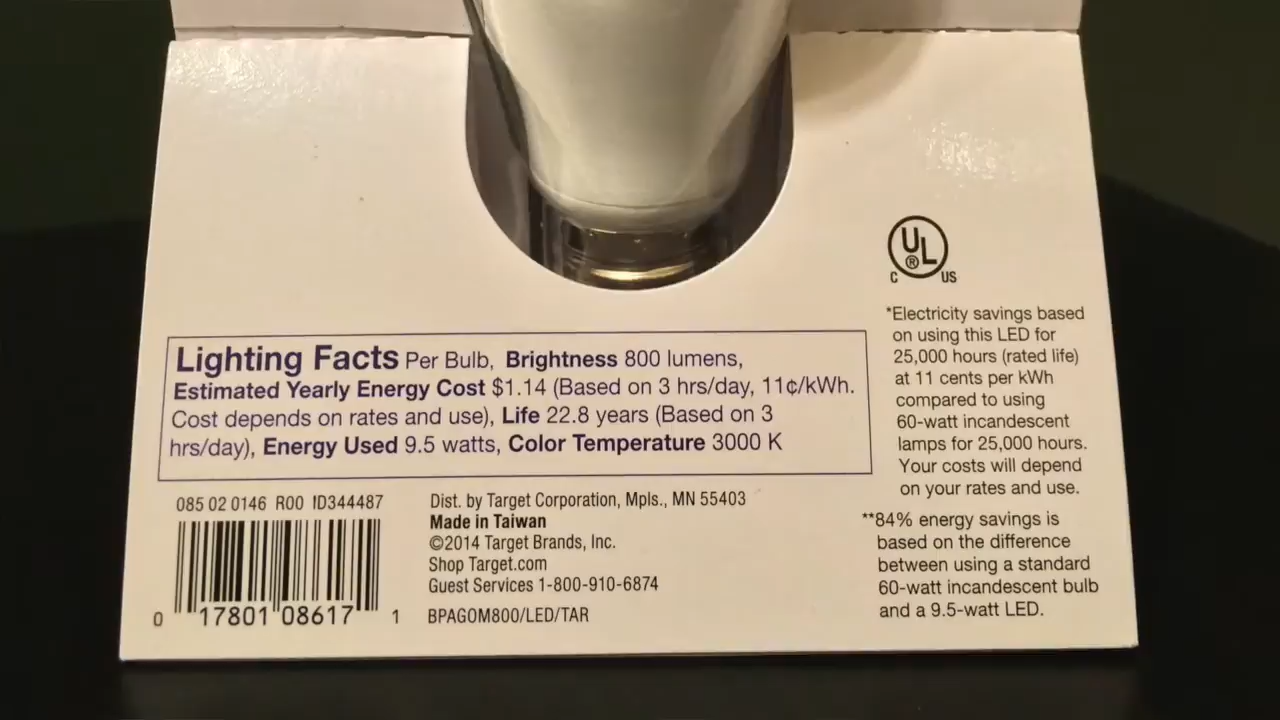 Lighting Facts Per Bulb, Brightness 800 lumens,
Estimated Yearly Energy Cost $1.14 (Based on 3 hrs/day, 11¢/kWh.
Cost depends on rates and use), Life 22.8 years (Based on 3
hrs/day), Energy Used 9.5 watts, Color Temperature 3000 K
085 02 0146 R00 ID344487
0 17801 08617 1
Dist. by Target Corporation, Mpls., MN 55403
Made in Taiwan
©2014 Target Brands, Inc.
Shop Target.com
Guest Services 1-800-910-6874
BPAGOM800/LED/TAR
UL
®
C US
*Electricity savings based
on using this LED for
25,000 hours (rated life)
at 11 cents per kWh
compared to using
60-watt incandescent
lamps for 25,000 hours.
Your costs will depend
on your rates and use.
**84% energy savings is
based on the difference
between using a standard
60-watt incandescent bulb
and a 9.5-watt LED.